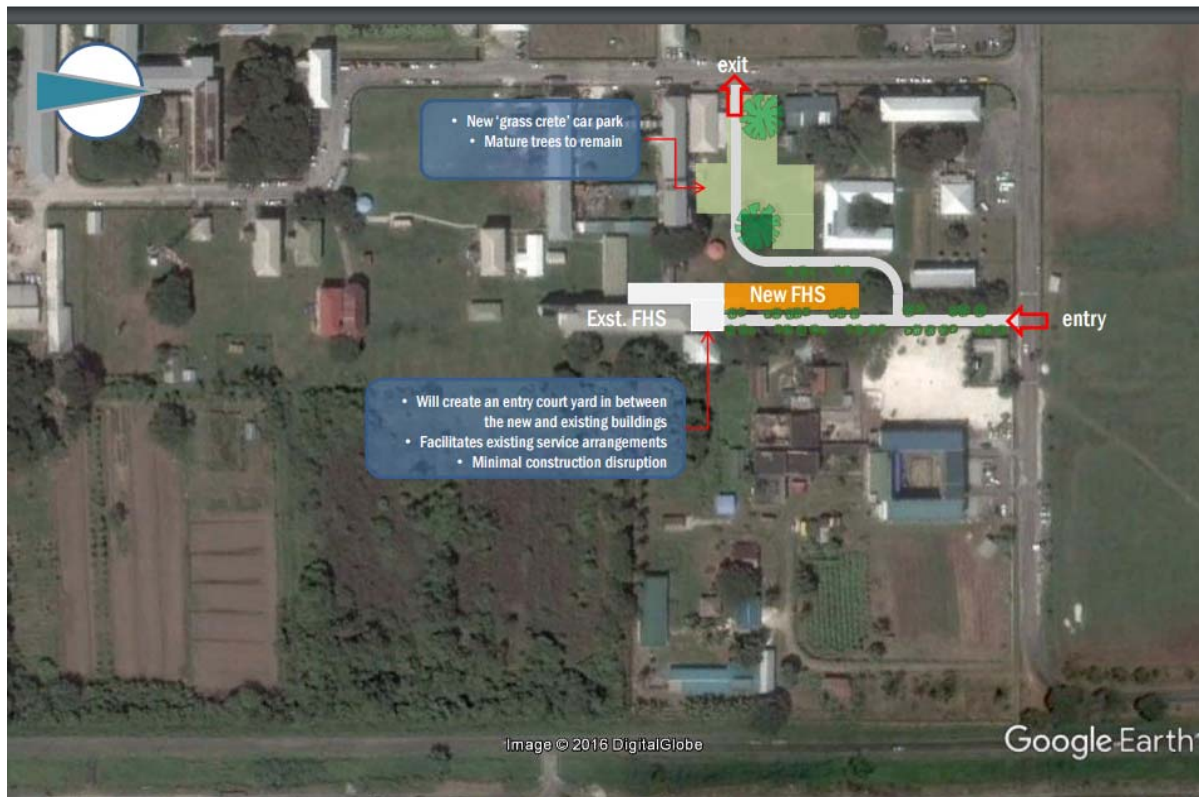 exit
• New 'grass crete' car park
• Mature trees to remain
New FHS
Exst. FHS
entry
• Will create an entry court yard in between
the new and existing buildings
• Facilitates existing service arrangements
• Minimal construction disruption
Image © 2016 DigitalGlobe
Google Earth